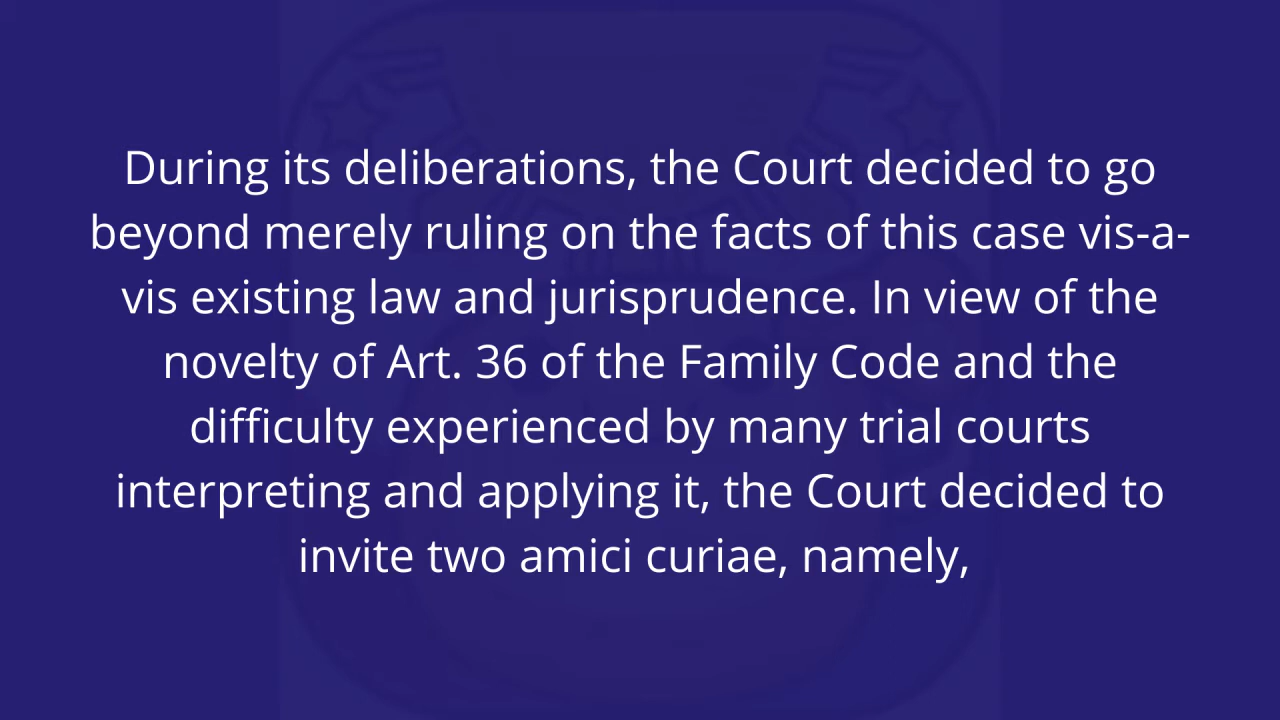 During its deliberations, the Court decided to go
beyond merely ruling on the facts of this case vis-a-
vis existing law and jurisprudence. In view of the
novelty of Art. 36 of the Family Code and the
difficulty experienced by many trial courts
interpreting and applying it, the Court decided to
invite two amici curiae, namely,